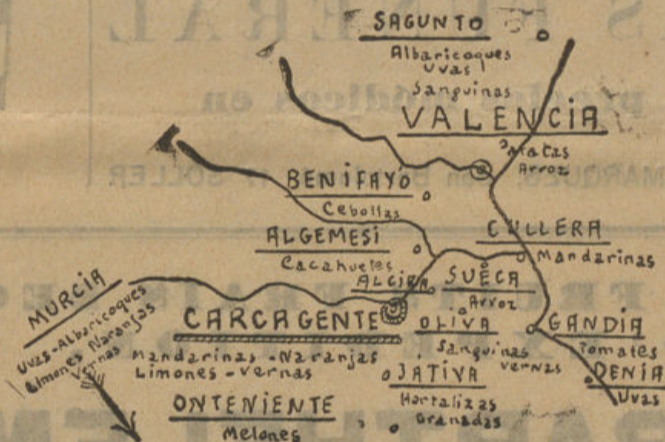 SAGUNTO
Albaricoques
Uvas
Sanguinas
VALENCIA
Matas
Arroz
BENIFAYO
Cebollas
CULLERA
Mandarinas
ALGEMESI
Cacahuetes
ALCIRA
SUECA
Arroz
MURCIA
Uvas-Albaricoques
Limones Naranjas
Vernas
CARCAGENTE
Mandarinas - Naranjas
Limones - Vernas
OLIVA
Sanguinas
Vernas
GANDIA
Tomates
JATIVA
Hortalizas
Granadas
DENIA
Uvas
ONTENIENTE
Melones